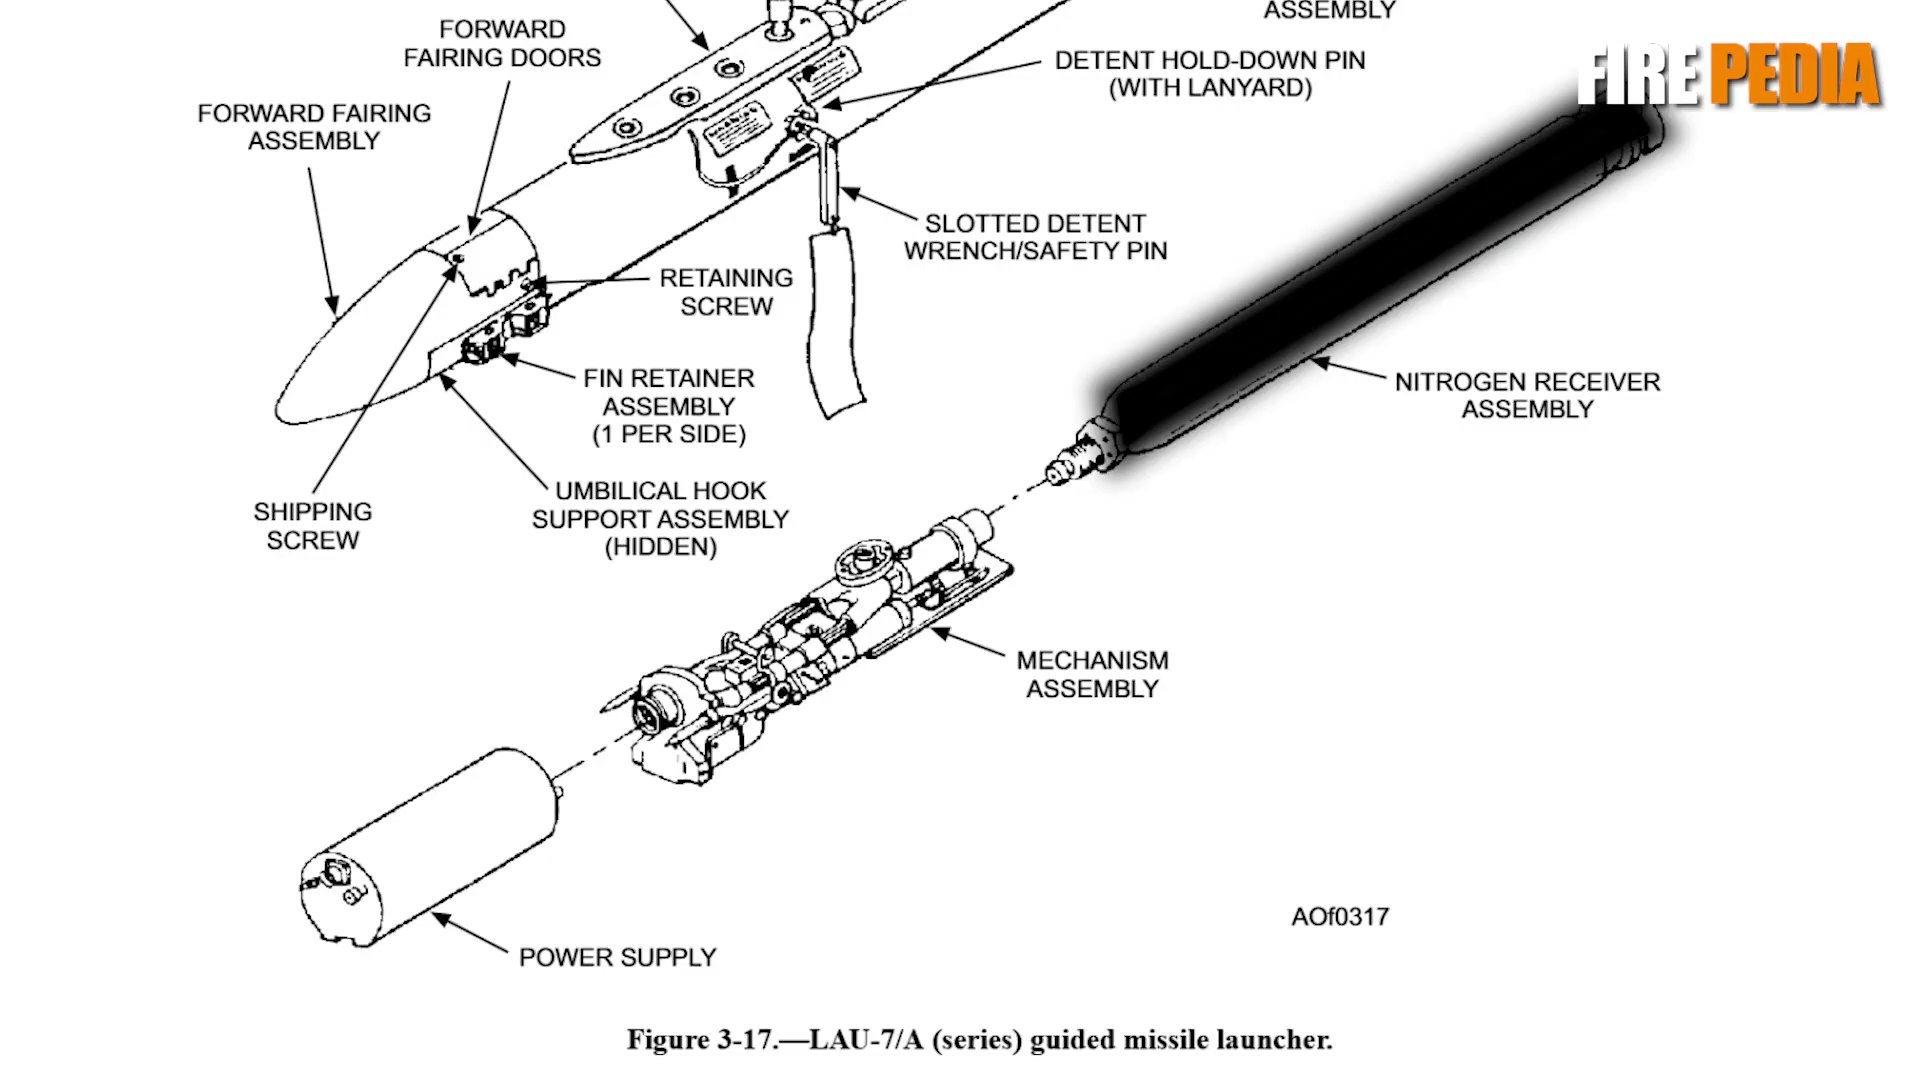 ASSEMBLY
FIREPEDIA
FORWARD
FAIRING DOORS
DETENT HOLD-DOWN PIN
(WITH LANYARD)
FORWARD FAIRING
ASSEMBLY
SLOTTED DETENT
WRENCH/SAFETY PIN
RETAINING
SCREW
FIN RETAINER
ASSEMBLY
(1 PER SIDE)
NITROGEN RECEIVER
ASSEMBLY
UMBILICAL HOOK
SUPPORT ASSEMBLY
(HIDDEN)
SHIPPING
SCREW
MECHANISM
ASSEMBLY
AOf0317
POWER SUPPLY
Figure 3-17.—LAU-7/A (series) guided missile launcher.